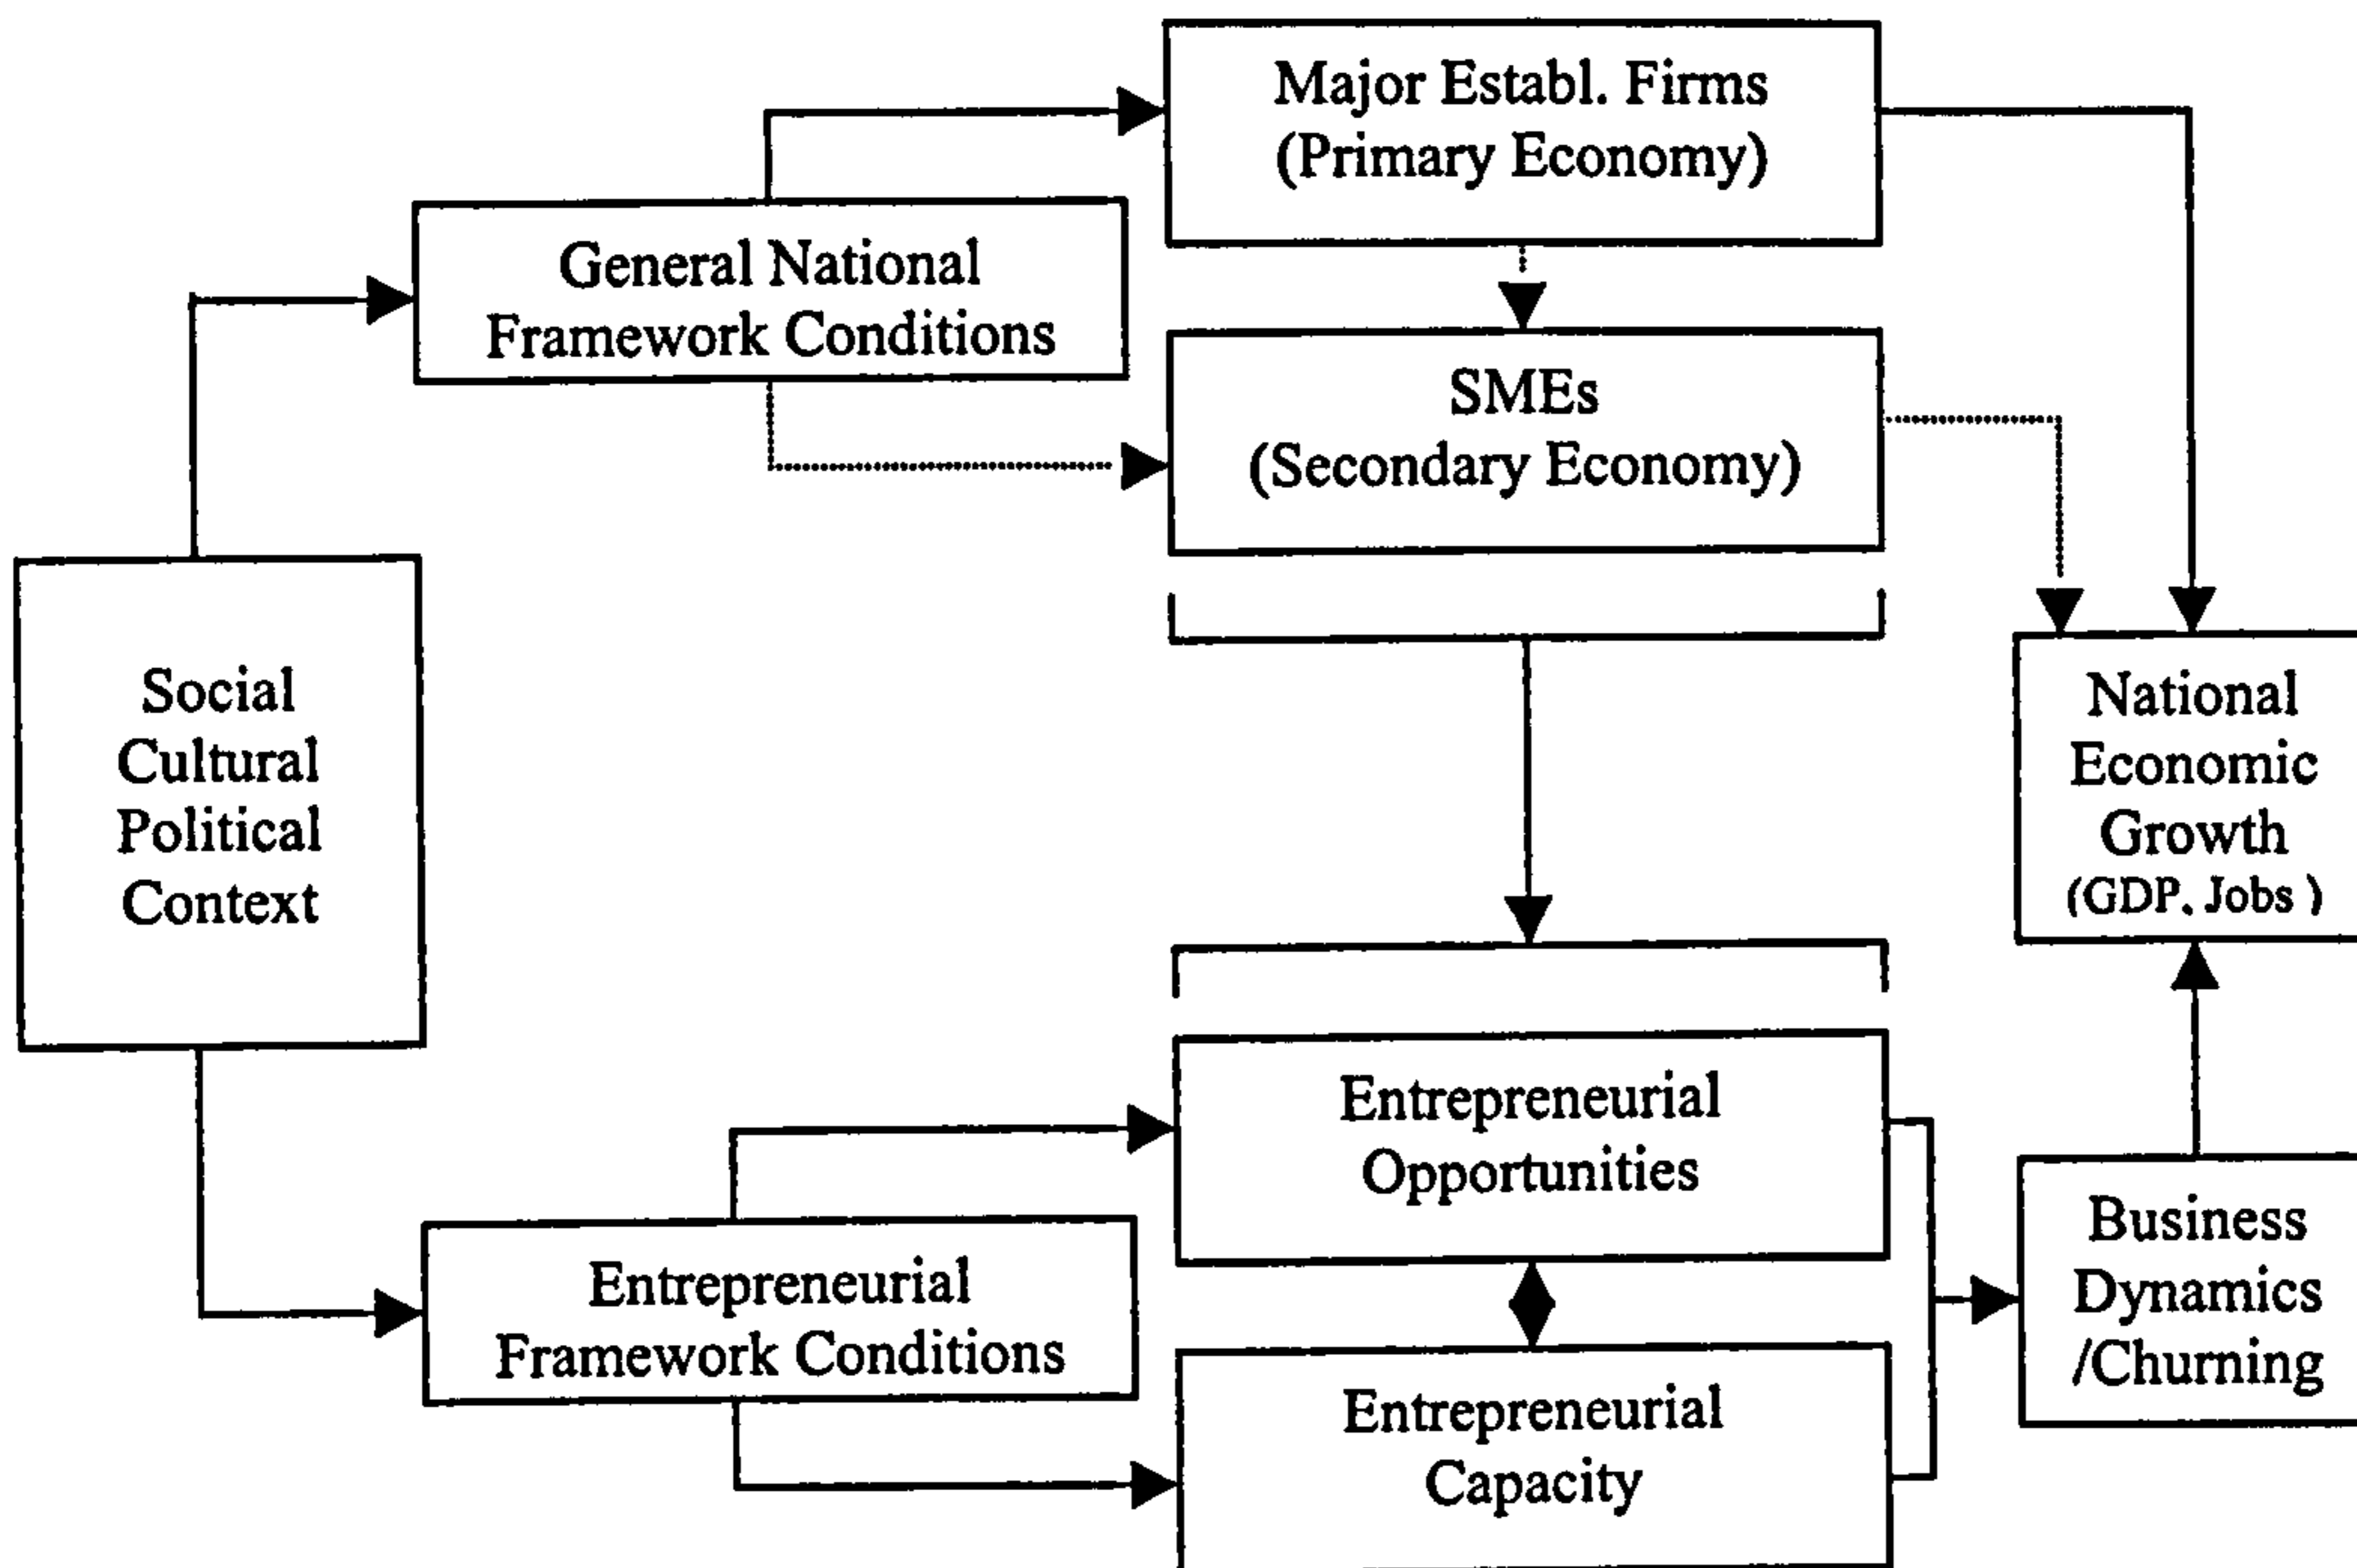 Major Establ. Firms
(Primary Economy)
General National
Framework Conditions
SMEs
(Secondary Economy)
Social
Cultural
Political
Context
National
Economic
Growth
(GDP, Jobs )
Entrepreneurial
Opportunities
Business
Dynamics
/Churning
Entrepreneurial
Framework Conditions
Entrepreneurial
Capacity